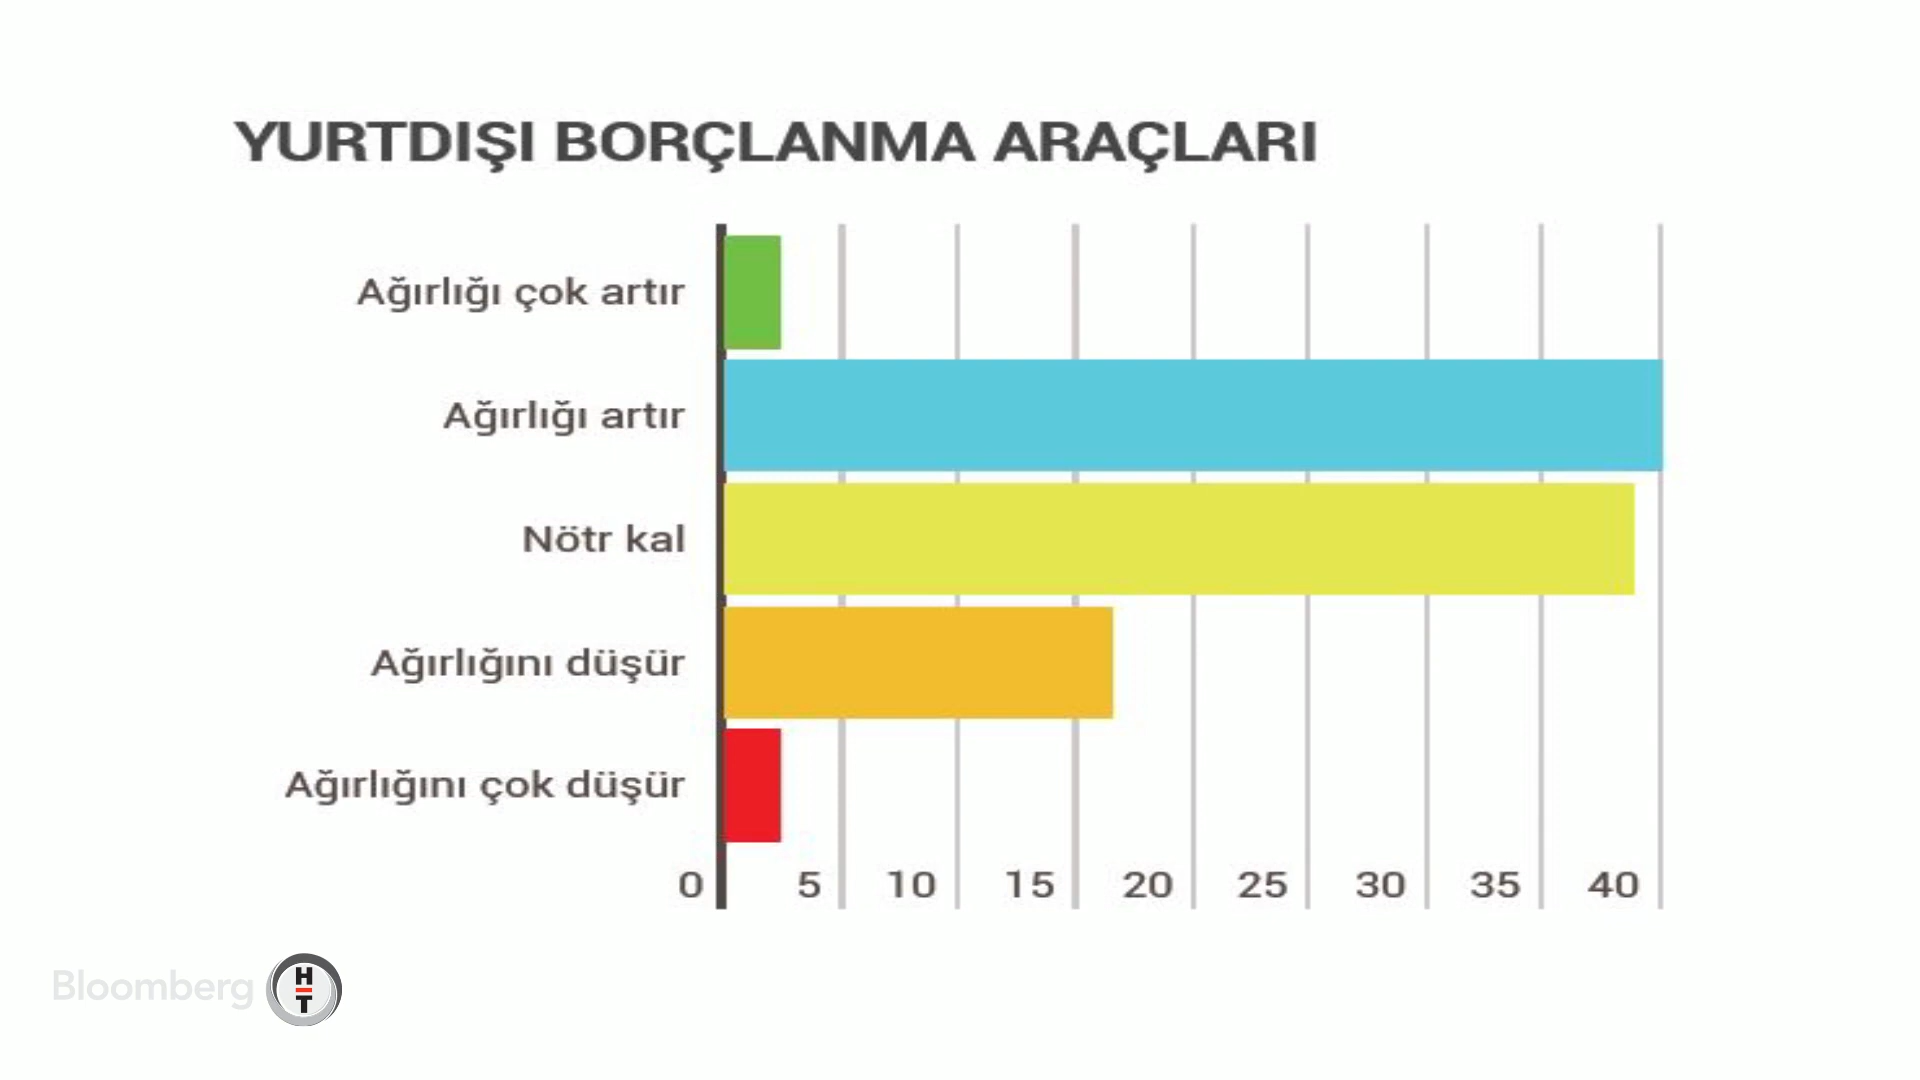 YURTDIŞI BORÇLANMA ARAÇLARI
Ağırlığı çok artır
Ağırlığı artır
Nötr kal
Ağırlığını düşür
Ağırlığını çok düşür
0 5 10 15 20 25 30 35 40
Bloomberg HT